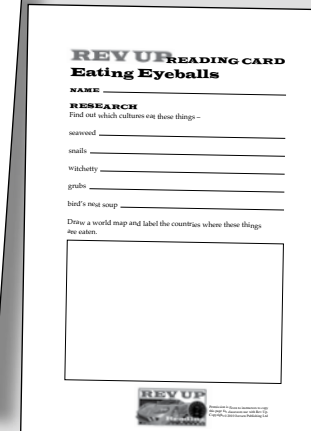 REV UP READING CARD
Eating Eyeballs
NAME
RESEARCH
Find out which cultures eat these things –
seaweed
snails
witchetty
grubs
bird's nest soup
Draw a world map and label the countries where these things
are eaten.
REV UP
Reading